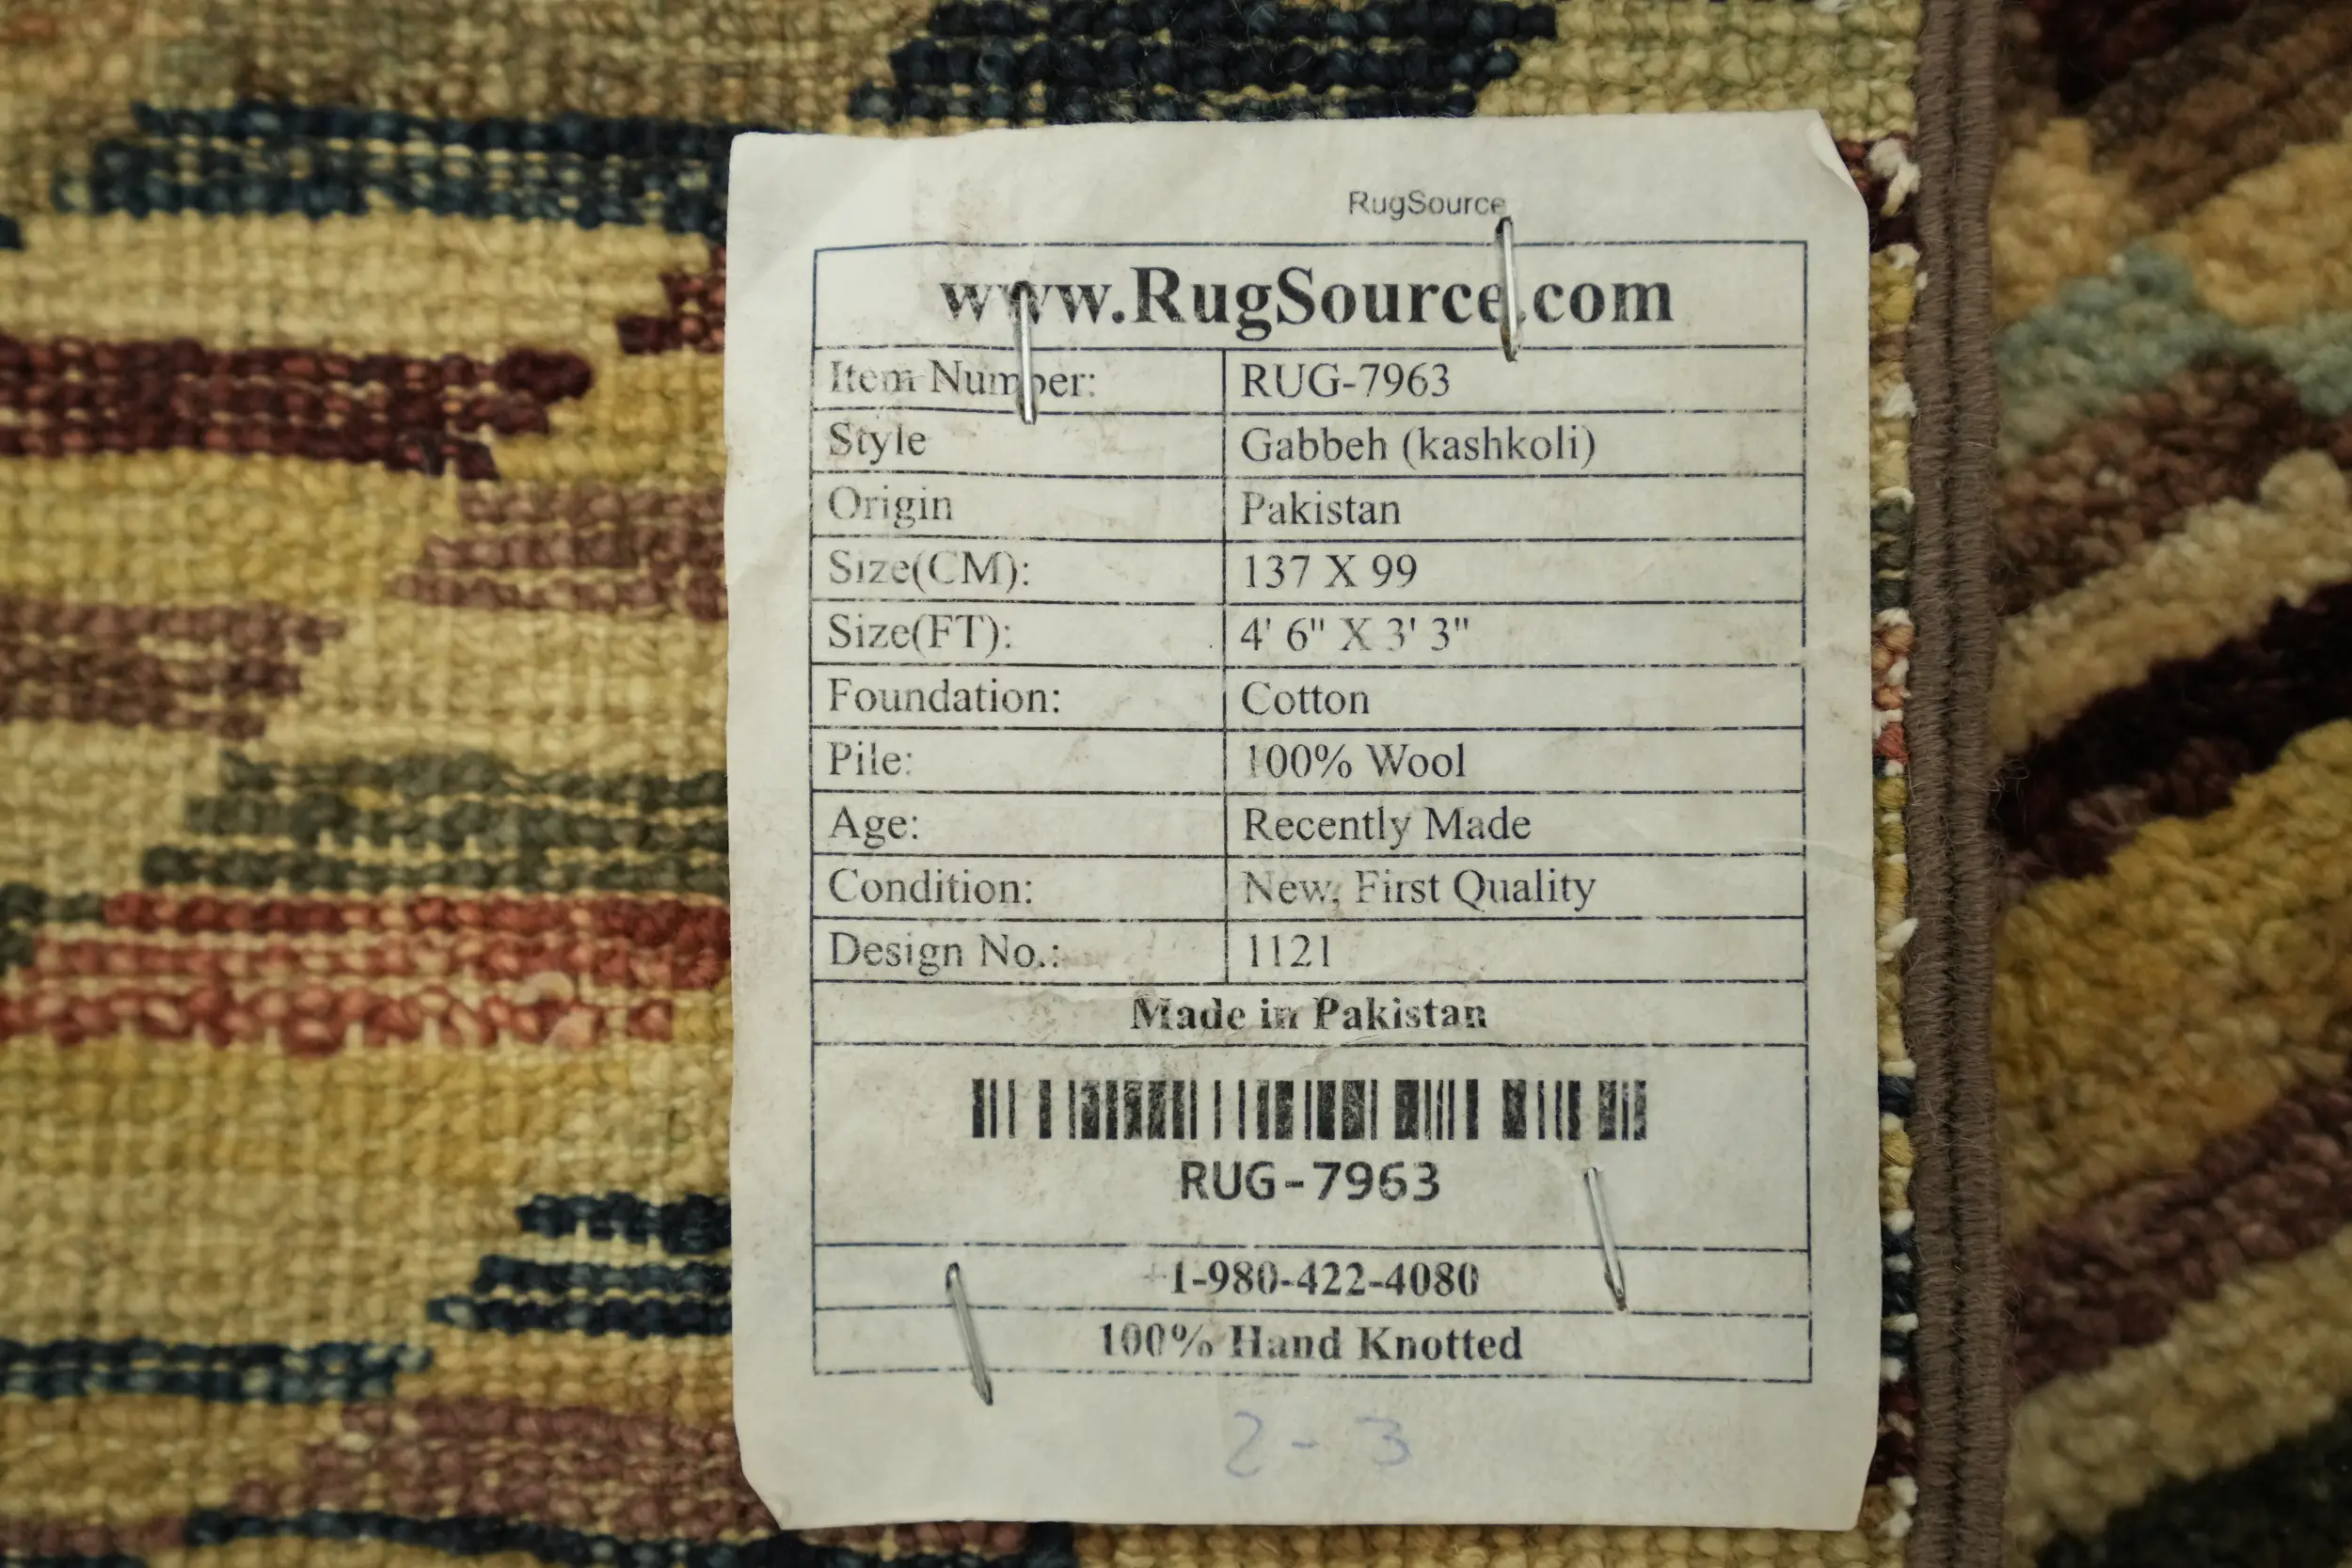 RugSource
www.RugSource.com
Item Number: RUG-7963
Style Gabbeh (kashkoli)
Origin Pakistan
Size(CM): 137 X 99
Size(FT): 4' 6" X 3' 3"
Foundation: Cotton
Pile: 100% Wool
Age: Recently Made
Condition: New, First Quality
Design No.: 1121
Made in Pakistan
RUG-7963
+1-980-422-4080
100% Hand Knotted
2-3